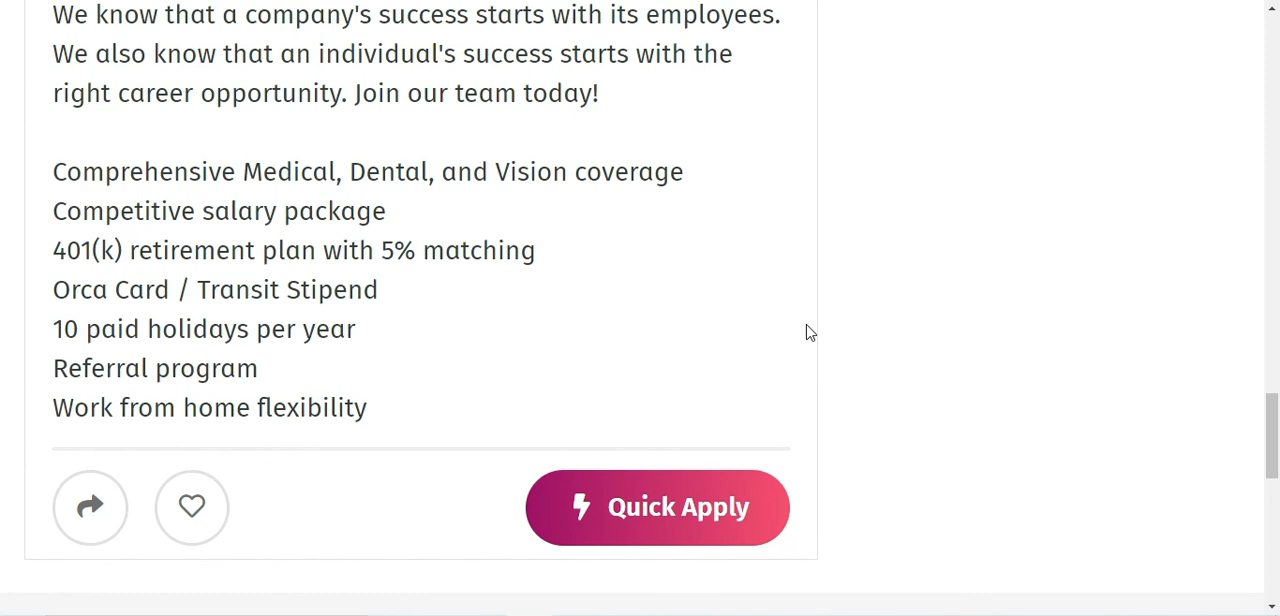 We know that a company's success starts with its employees.
We also know that an individual's success starts with the
right career opportunity. Join our team today!
Comprehensive Medical, Dental, and Vision coverage
Competitive salary package
401(k) retirement plan with 5% matching
Orca Card / Transit Stipend
10 paid holidays per year
Referral program
Work from home flexibility
Quick Apply